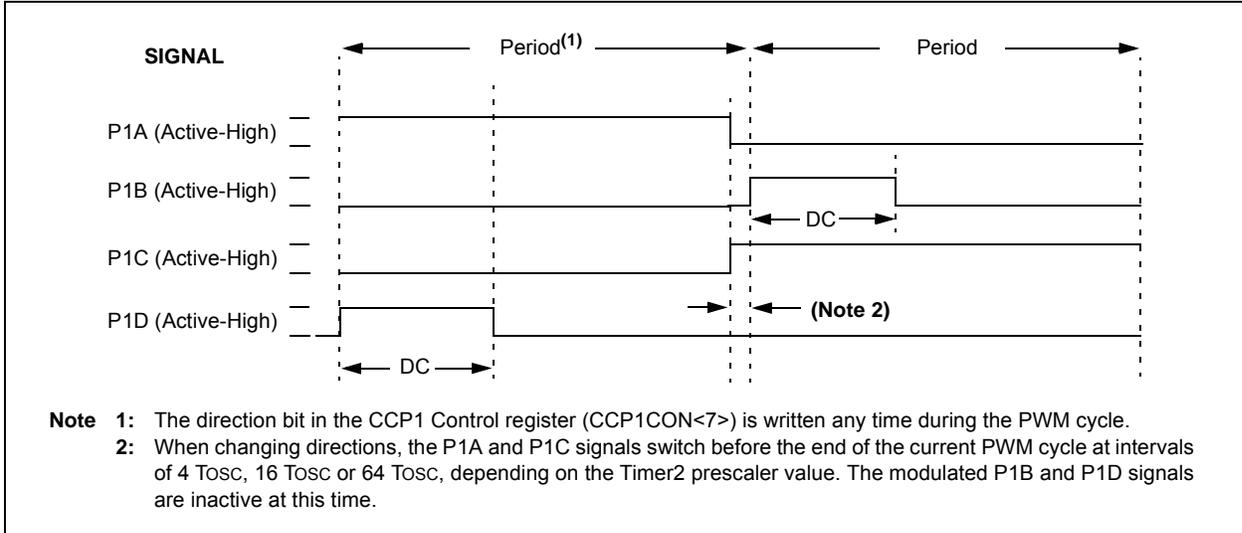 SIGNAL
Period(1)
Period
P1A (Active-High)
P1B (Active-High)
DC
P1C (Active-High)
P1D (Active-High)
(Note 2)
DC
Note 1: The direction bit in the CCP1 Control register (CCP1CON<7>) is written any time during the PWM cycle.
2: When changing directions, the P1A and P1C signals switch before the end of the current PWM cycle at intervals
of 4 TOSC, 16 TOSC or 64 TOSC, depending on the Timer2 prescaler value. The modulated P1B and P1D signals
are inactive at this time.